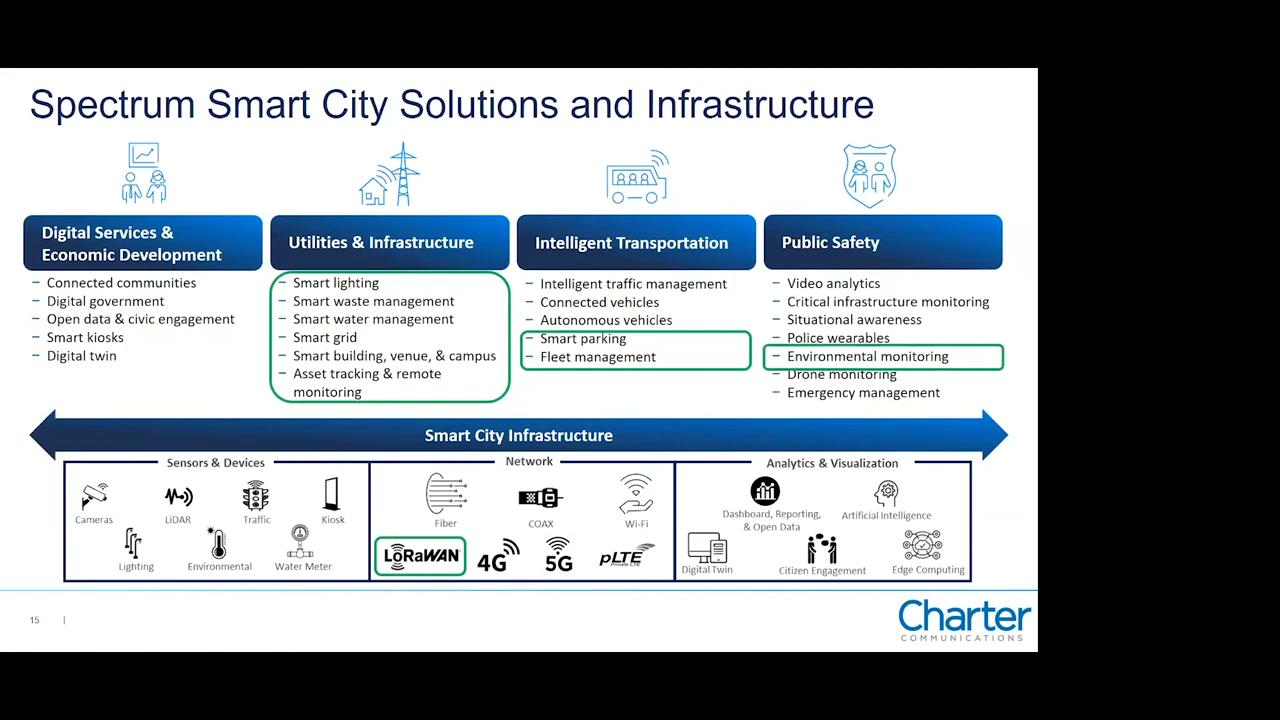 Spectrum Smart City Solutions and Infrastructure
Digital Services &
Economic Development
– Connected communities
– Digital government
– Open data & civic engagement
– Smart kiosks
– Digital twin
Utilities & Infrastructure
– Smart lighting
– Smart waste management
– Smart water management
– Smart grid
– Smart building, venue, & campus
– Asset tracking & remote
monitoring
Intelligent Transportation
– Intelligent traffic management
– Connected vehicles
– Autonomous vehicles
– Smart parking
– Fleet management
Public Safety
– Video analytics
– Critical infrastructure monitoring
– Situational awareness
– Police wearables
– Environmental monitoring
– Drone monitoring
– Emergency management
Smart City Infrastructure
Sensors & Devices
Cameras
LiDAR
Traffic
Kiosk
Lighting
Environmental
Water Meter
Network
Fiber
COAX
Wi-Fi
LoRaWAN
4G
5G
pLTE
Private LTE
Analytics & Visualization
Dashboard, Reporting,
& Open Data
Artificial Intelligence
Digital Twin
Citizen Engagement
Edge Computing
15 |
Charter
COMMUNICATIONS